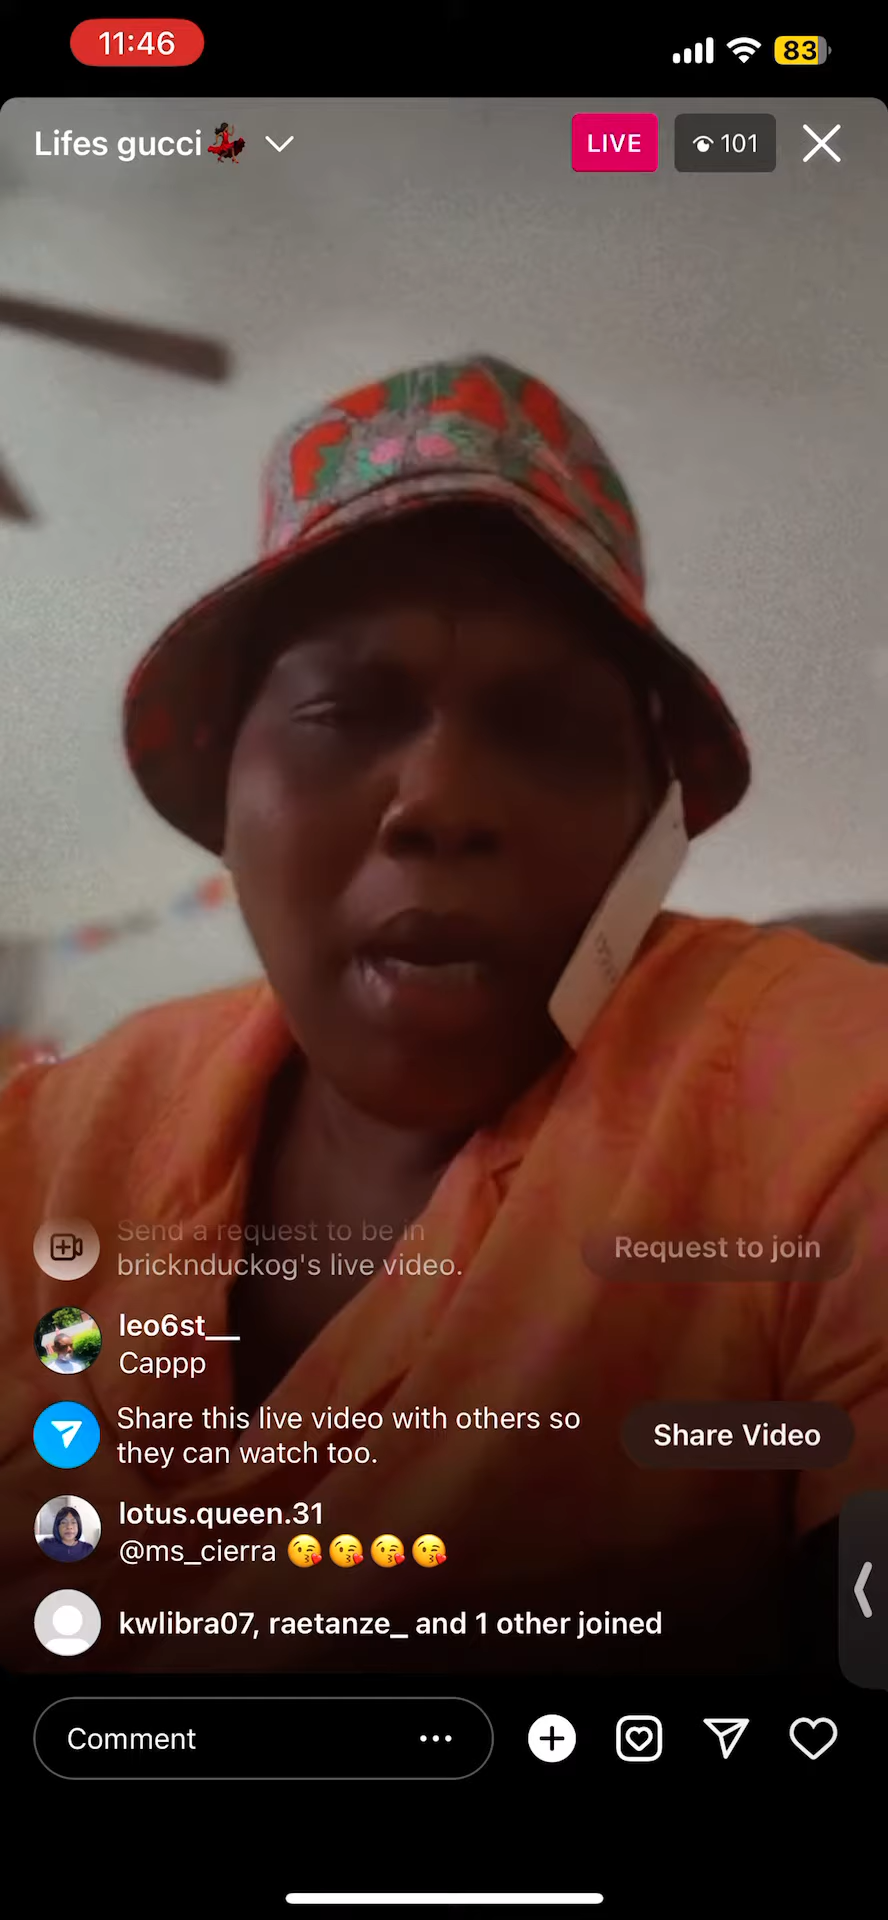 11:46
83
Lifes gucci💃🏿
LIVE
101
Send a request to be in
bricknduckog's live video.
Request to join
leo6st__
Cappp
Share this live video with others so
they can watch too.
Share Video
lotus.queen.31
@ms_cierra 😘😘😘😘
kwlibra07, raetanze_ and 1 other joined
Comment